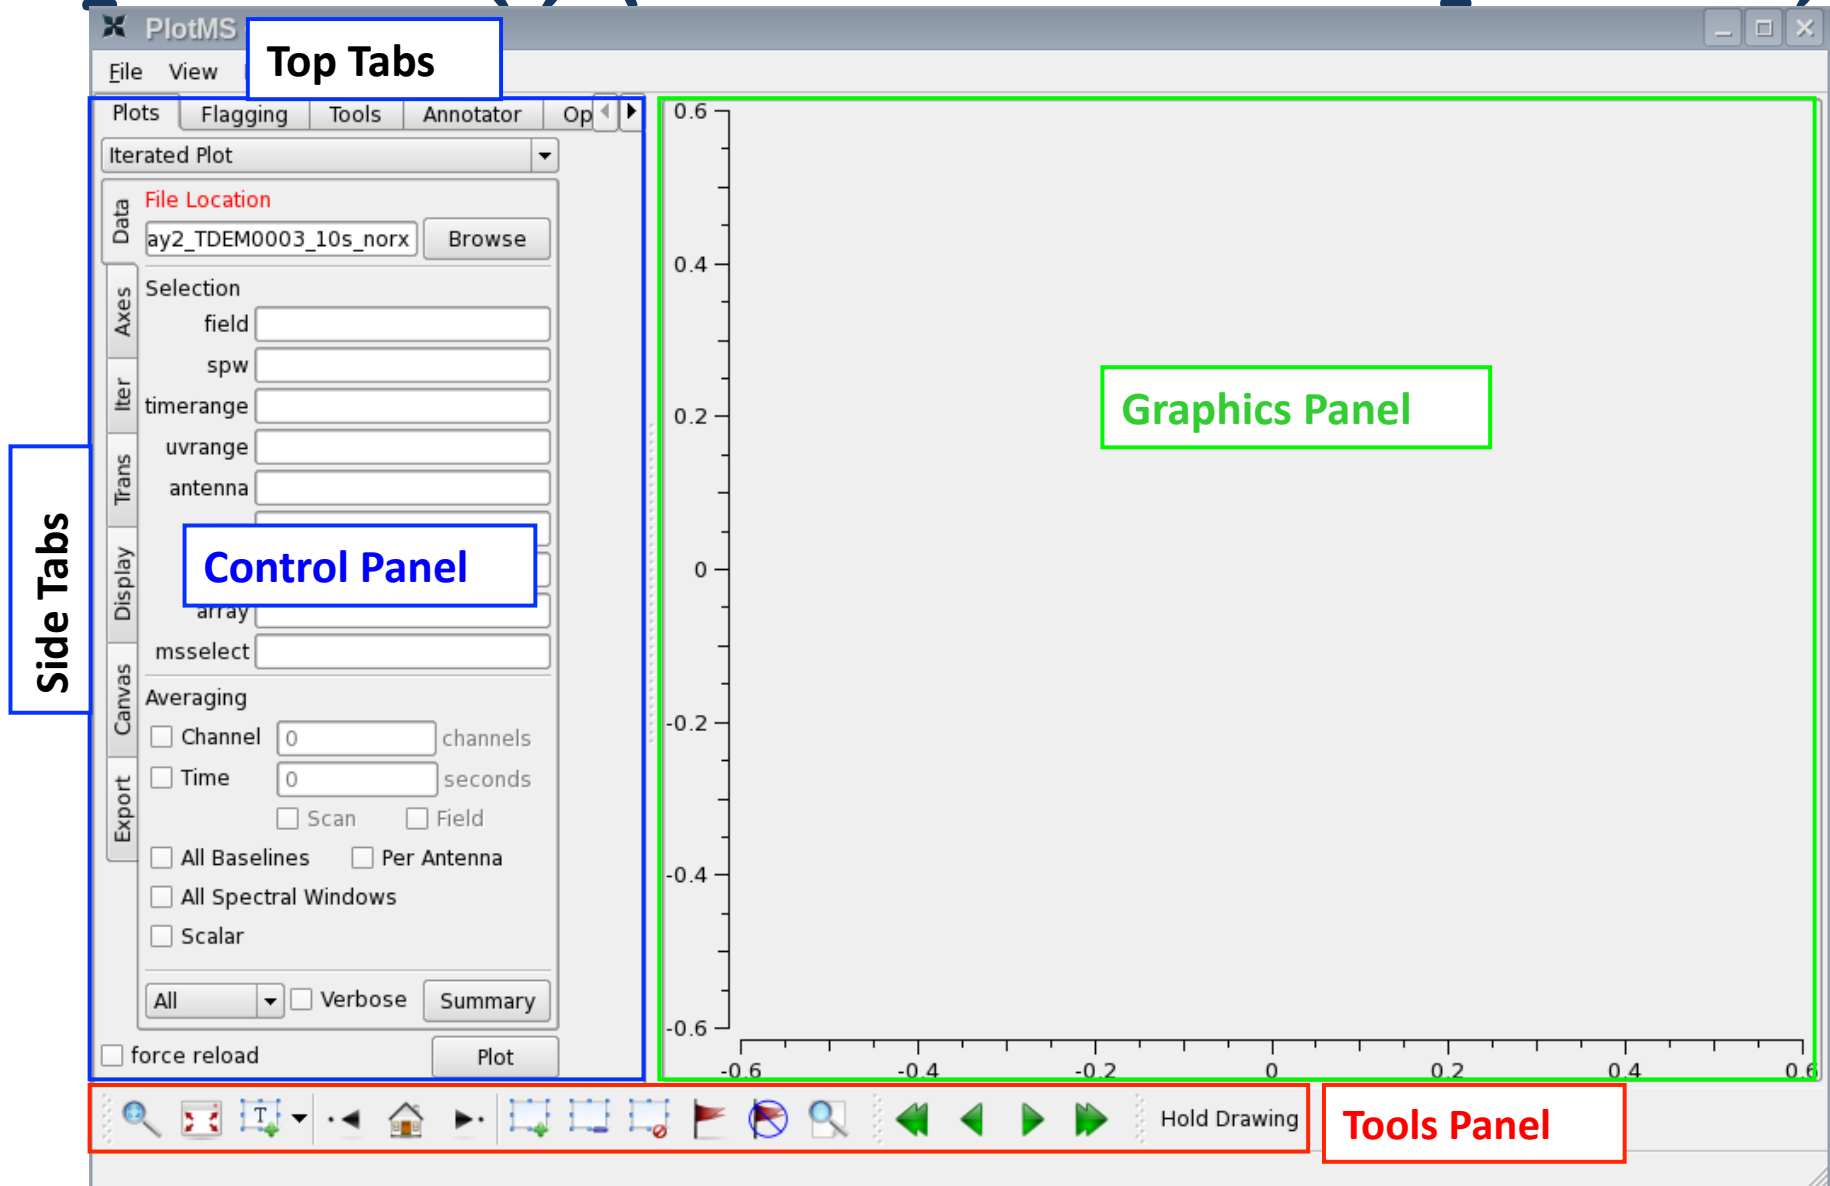 PlotMS
Top Tabs
File View
Plots Flagging Tools Annotator Op
Iterated Plot
Data
File Location
ay2_TDEM0003_10s_norx Browse
Axes
Selection
field
spw
Iter
timerange
uvrange
Trans
antenna
Control Panel
Display
array
msselect
Canvas
Averaging
Channel 0 channels
Time 0 seconds
Export
Scan Field
All Baselines Per Antenna
All Spectral Windows
Scalar
All Verbose Summary
force reload Plot
Side Tabs
Graphics Panel
0.6
0.4
0.2
0
-0.2
-0.4
-0.6
-0.6 -0.4 -0.2 0 0.2 0.4 0.6
T
Hold Drawing
Tools Panel